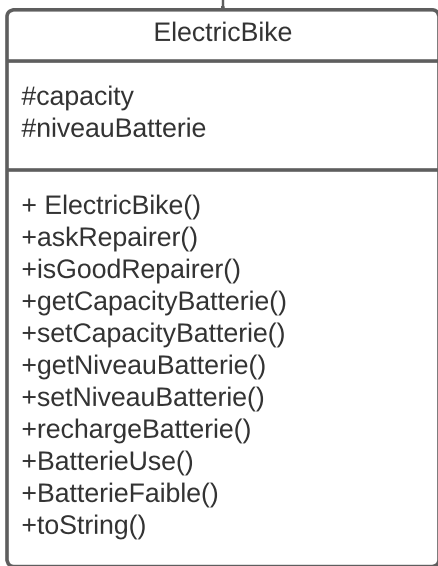 ElectricBike
#capacity
#niveauBatterie
+ ElectricBike()
+askRepairer()
+isGoodRepairer()
+getCapacityBatterie()
+setCapacityBatterie()
+getNiveauBatterie()
+setNiveauBatterie()
+rechargeBatterie()
+BatterieUse()
+BatterieFaible()
+toString()